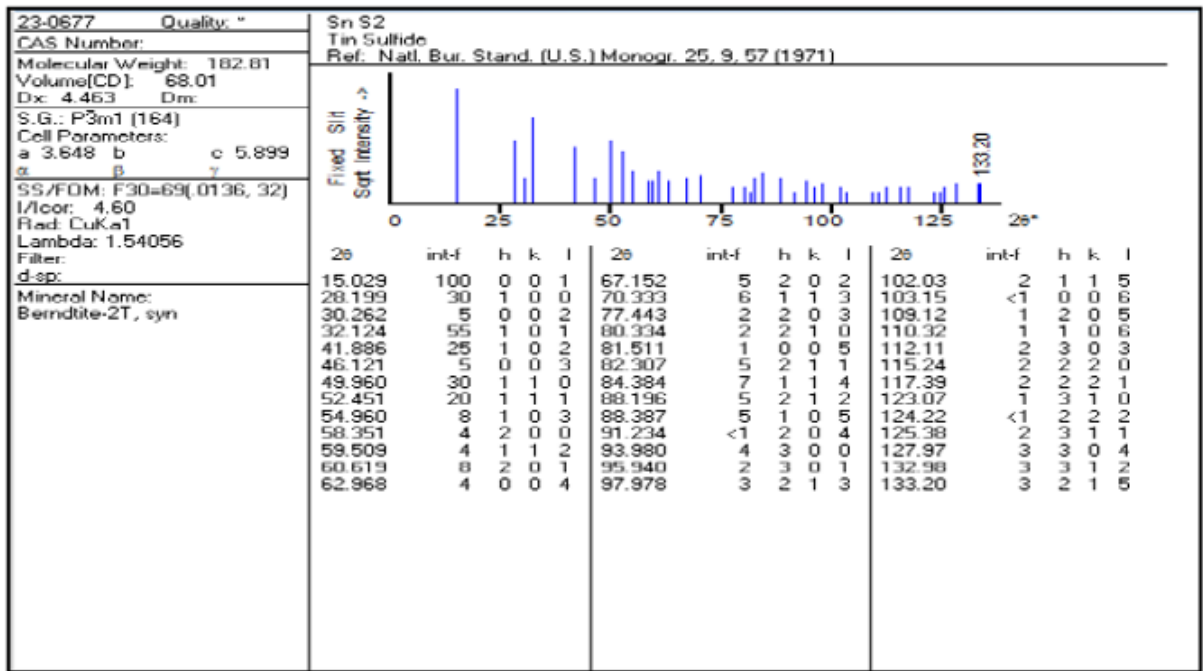 23-0677 Quality: *
CAS Number:
Molecular Weight: 182.81
Volume[CD]: 68.01
Dx: 4.463 Dm:
S.G.: P3̅m1 (164)
Cell Parameters:
a 3.648 b c 5.899
α β γ
SS/FOM: F30=69(.0136, 32)
I/Icor: 4.60
Rad: CuKa1
Lambda: 1.54056
Filter:
d-sp:
Mineral Name:
Berndtite-2T, syn
Sn S2
Tin Sulfide
Ref: Natl. Bur. Stand. (U.S.) Monogr. 25, 9, 57 (1971)
Fixed Slit
Sqrt Intensity ->
133.20
0 25 50 75 100 125 2θ°
2θ int-f h k l 2θ int-f h k l 2θ int-f h k l
15.029 100 0 0 1 67.152 5 2 0 2 102.03 2 1 1 5
28.199 30 1 0 0 70.333 6 1 1 3 103.15 <1 0 0 6
30.262 5 0 0 2 77.443 2 2 0 3 109.12 1 2 0 5
32.124 55 1 0 1 80.334 2 2 1 0 110.32 1 1 0 6
41.886 25 1 0 2 81.511 1 0 0 5 112.11 2 3 0 3
46.121 5 0 0 3 82.307 5 2 1 1 115.24 2 2 2 0
49.960 30 1 1 0 84.384 7 1 1 4 117.39 2 2 2 1
52.451 20 1 1 1 88.196 5 2 1 2 123.07 1 3 1 0
54.960 8 1 0 3 88.387 5 1 0 5 124.22 <1 2 2 2
58.351 4 2 0 0 91.234 <1 2 0 4 125.38 2 3 1 1
59.509 4 1 1 2 93.980 4 3 0 0 127.97 3 3 0 4
60.619 8 2 0 1 95.940 2 3 0 1 132.98 3 3 1 2
62.968 4 0 0 4 97.978 3 2 1 3 133.20 3 2 1 5